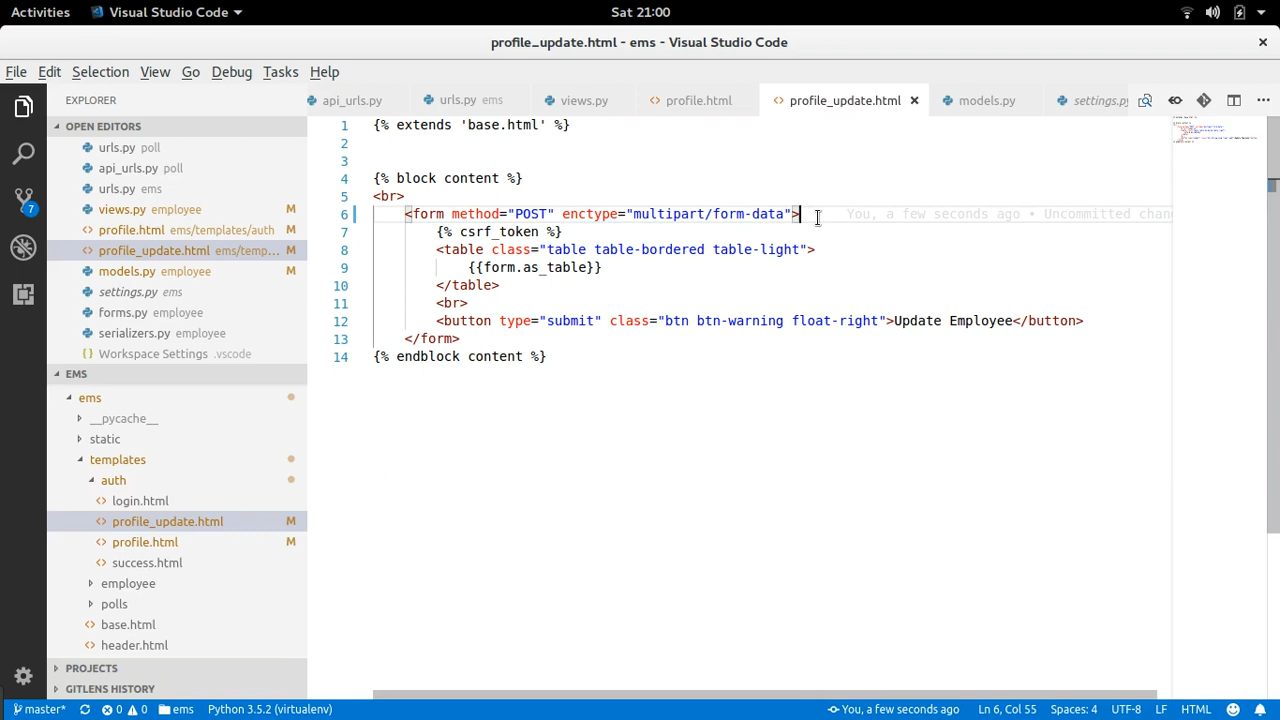 Activities Visual Studio Code Sat 21:00
profile_update.html - ems - Visual Studio Code
File Edit Selection View Go Debug Tasks Help
EXPLORER
api_urls.py urls.py ems views.py profile.html profile_update.html models.py settings.py
OPEN EDITORS
urls.py poll
api_urls.py poll
urls.py ems
views.py employee
profile.html ems/templates/auth
profile_update.html ems/temp...
models.py employee
settings.py ems
forms.py employee
serializers.py employee
Workspace Settings .vscode
EMS
ems
__pycache__
static
templates
auth
login.html
profile_update.html M
profile.html M
success.html
employee
polls
base.html
header.html
PROJECTS
GITLENS HISTORY
7
1 {% extends 'base.html' %}
2
3
4 {% block content %}
5 <br>
6 <form method="POST" enctype="multipart/form-data"> You, a few seconds ago • Uncommitted chan
7 {% csrf_token %}
8 <table class="table table-bordered table-light">
9 {{form.as_table}}
10 </table>
11 <br>
12 <button type="submit" class="btn btn-warning float-right">Update Employee</button>
13 </form>
14 {% endblock content %}
master* 0 0 ems Python 3.5.2 (virtualenv) You, a few seconds ago Ln 6, Col 55 Spaces: 4 UTF-8 LF HTML